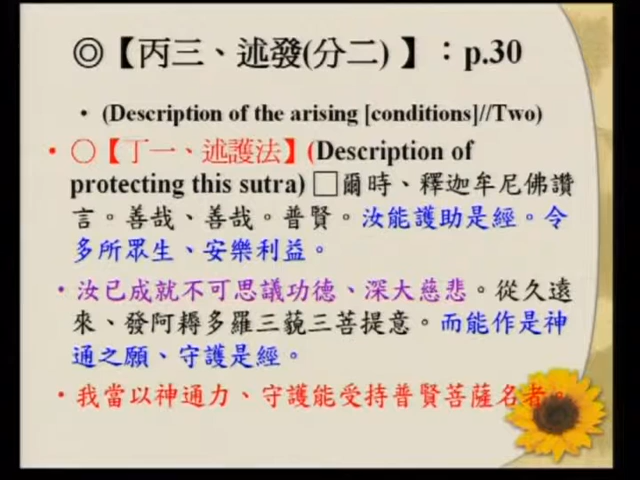 ◎【丙三、述發(分二) 】：p.30
• (Description of the arising [conditions]//Two)
• ○【丁一、述護法】(Description of
protecting this sutra) □爾時、釋迦牟尼佛讚
言。善哉、善哉。普賢。汝能護助是經。令
多所眾生、安樂利益。
• 汝已成就不可思議功德、深大慈悲。從久遠
來、發阿耨多羅三藐三菩提意。而能作是神
通之願、守護是經。
• 我當以神通力、守護能受持普賢菩薩名者。